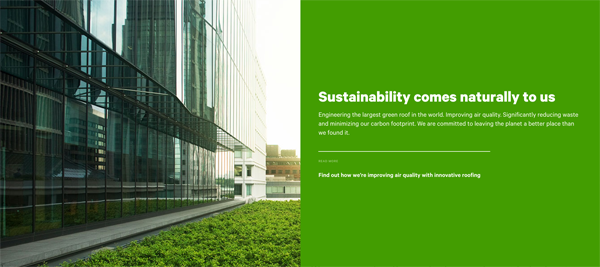 Sustainability comes naturally to us
Engineering the largest green roof in the world. Improving air quality. Significantly reducing waste
and minimizing our carbon footprint. We are committed to leaving the planet a better place than
we found it.
READ MORE
Find out how we're improving air quality with innovative roofing